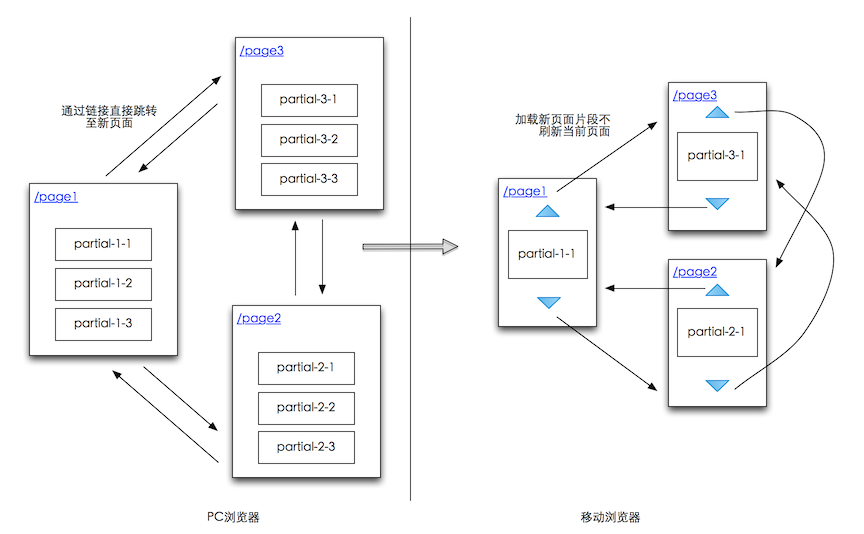 /page3
partial-3-1
partial-3-2
partial-3-3
通过链接直接跳转
至新页面
/page1
partial-1-1
partial-1-2
partial-1-3
/page2
partial-2-1
partial-2-2
partial-2-3
PC浏览器
加载新页面片段不
刷新当前页面
/page3
partial-3-1
/page1
partial-1-1
/page2
partial-2-1
移动浏览器